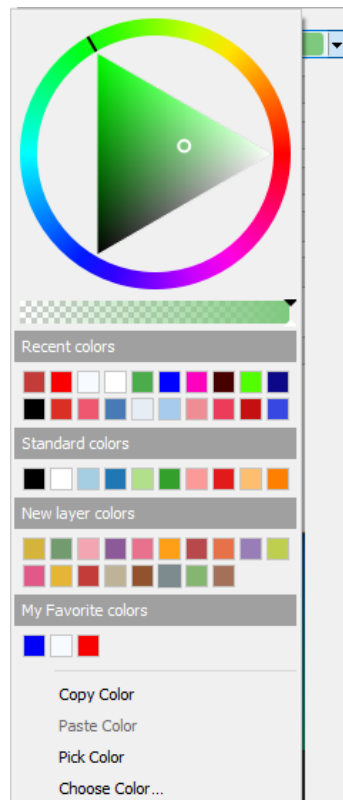 Recent colors
Standard colors
New layer colors
My Favorite colors
Copy Color
Paste Color
Pick Color
Choose Color...